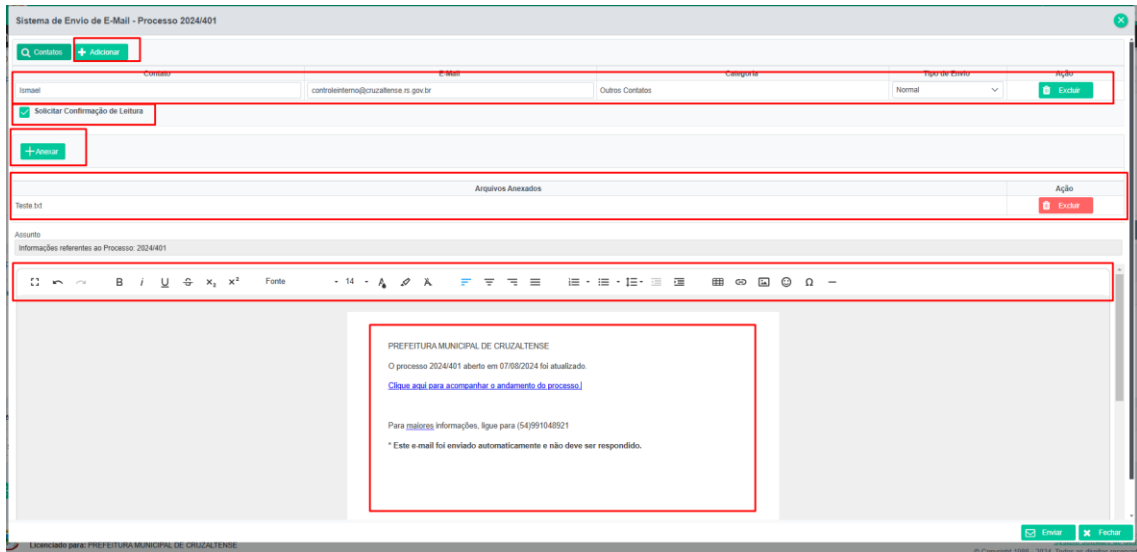 Sistema de Envio de E-Mail - Processo 2024/401
Contatos Adicionar
Contato E-Mail Categoria Tipo de Envio Ação
Ismael controleinterno@cruzaltense.rs.gov.br Outros Contatos Normal Excluir
Solicitar Confirmação de Leitura
Anexar
Arquivos Anexados Ação
Teste.txt Excluir
Assunto
Informações referentes ao Processo: 2024/401
B i U S x₂ x² Fonte 14
PREFEITURA MUNICIPAL DE CRUZALTENSE
O processo 2024/401 aberto em 07/08/2024 foi atualizado.
Clique aqui para acompanhar o andamento do processo.
Para maiores informações, ligue para (54)991048921
* Este e-mail foi enviado automaticamente e não deve ser respondido.
Enviar Fechar
Licenciado para: PREFEITURA MUNICIPAL DE CRUZALTENSE